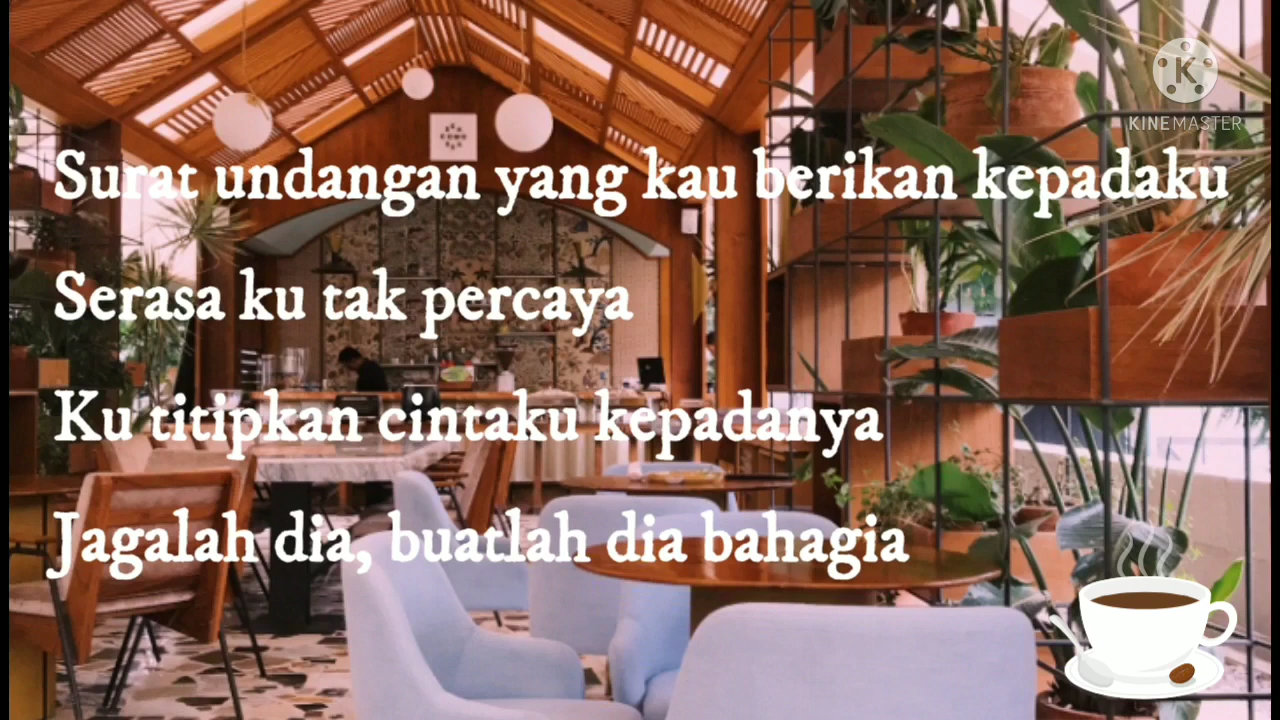 KINEMASTER
Surat undangan yang kau berikan kepadaku
Serasa ku tak percaya
Ku titipkan cintaku kepadanya
Jagalah dia, buatlah dia bahagia